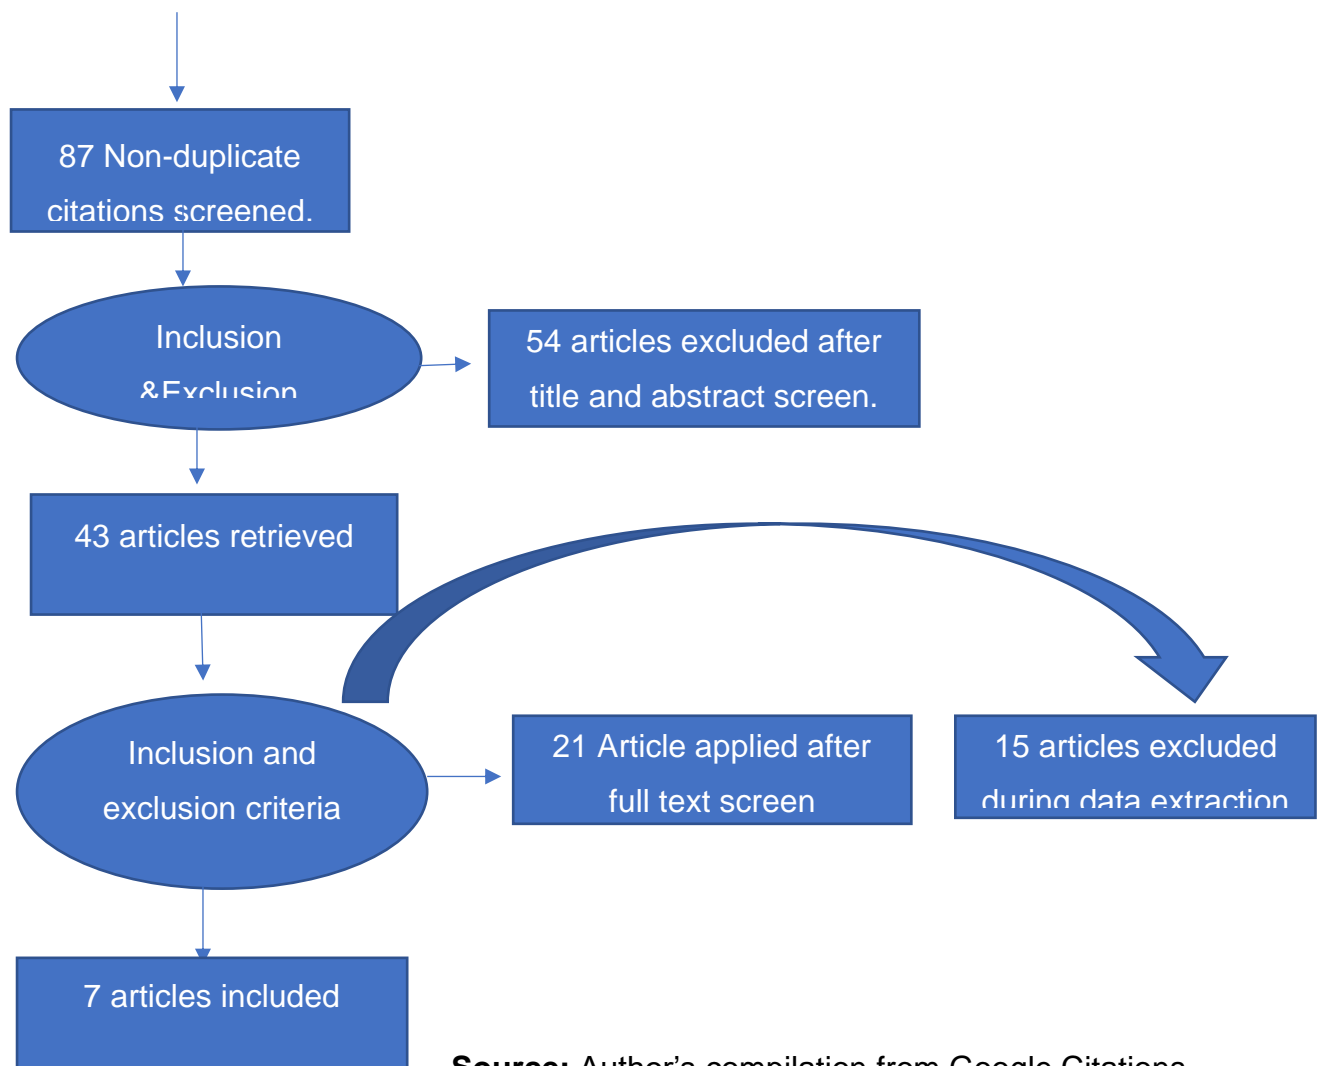 87 Non-duplicate
citations screened.
Inclusion
&Exclusion
54 articles excluded after
title and abstract screen.
43 articles retrieved
Inclusion and
exclusion criteria
21 Article applied after
full text screen
15 articles excluded
during data extraction
7 articles included
Source: Author's compilation from Google Citations